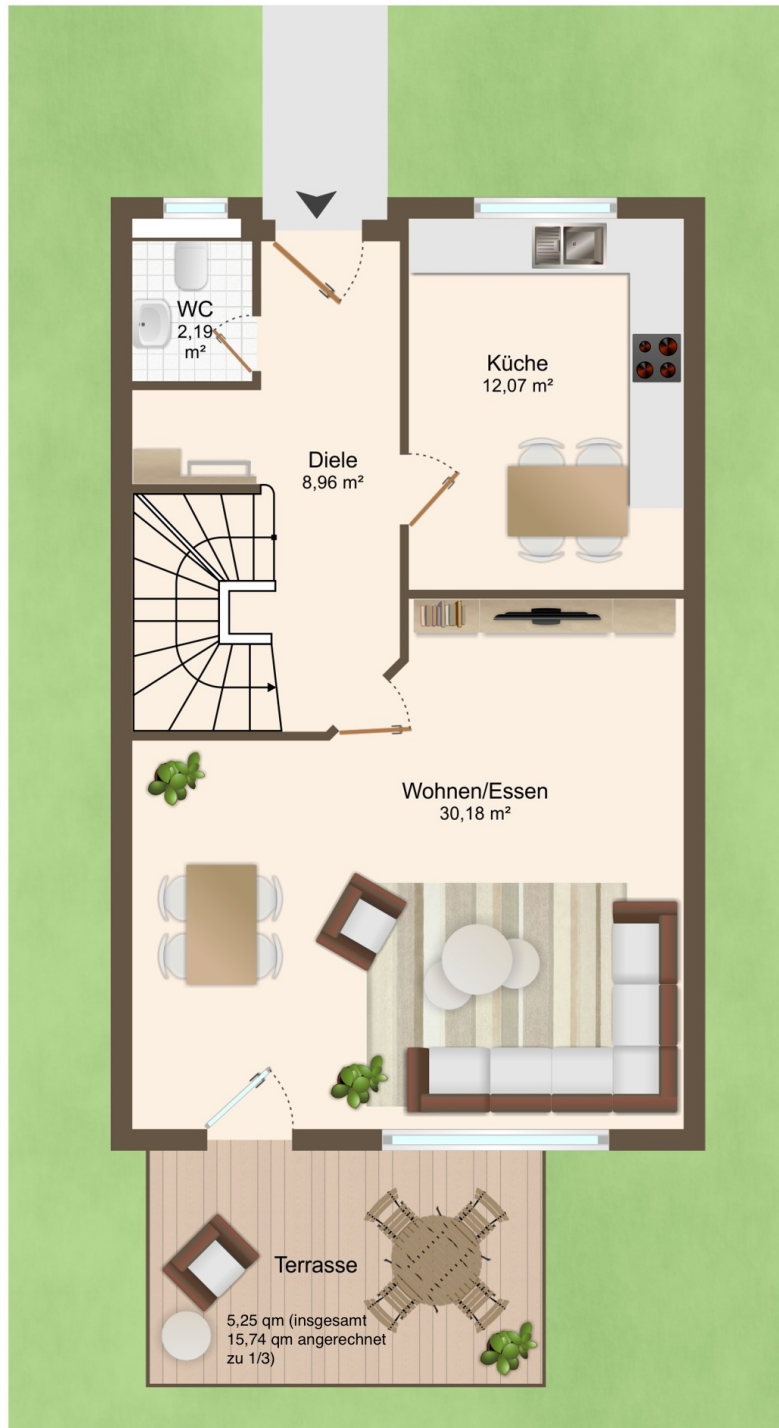 WC
2,19
m²
Küche
12,07 m²
Diele
8,96 m²
Wohnen/Essen
30,18 m²
Terrasse
5,25 qm (insgesamt
15,74 qm angerechnet
zu 1/3)